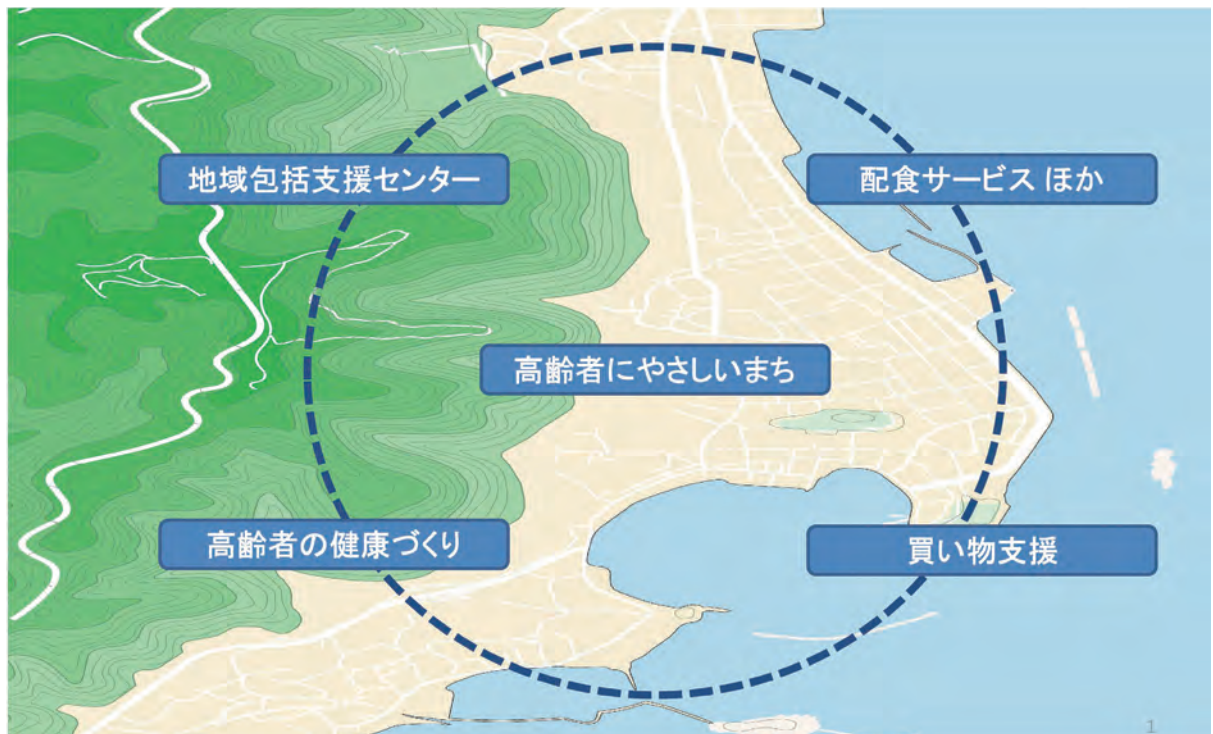 地域包括支援センター
配食サービス ほか
高齢者にやさしいまち
高齢者の健康づくり
買い物支援
1